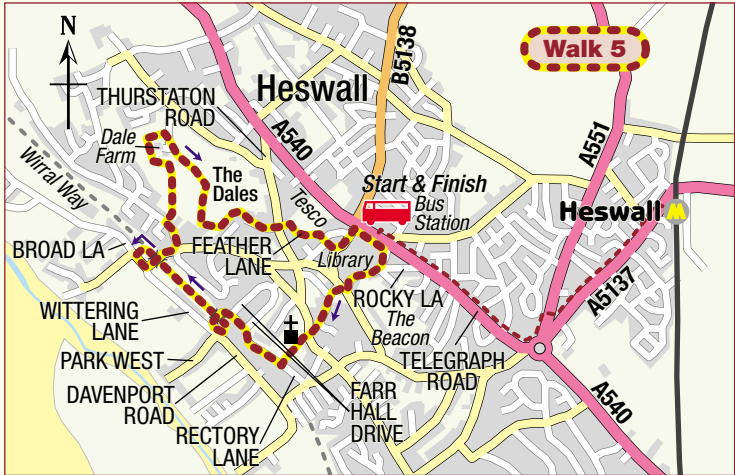 N
B5138
Walk 5
Heswall
THURSTATON
ROAD
A540
A551
Dale
Farm
The
Dales
Wirral Way
Tesco
Start & Finish
Bus
Station
Heswall M
BROAD LA
FEATHER
LANE
Library
ROCKY LA
The
Beacon
A5137
WITTERING
LANE
PARK WEST
TELEGRAPH
ROAD
DAVENPORT
ROAD
FARR
HALL
DRIVE
A540
RECTORY
LANE